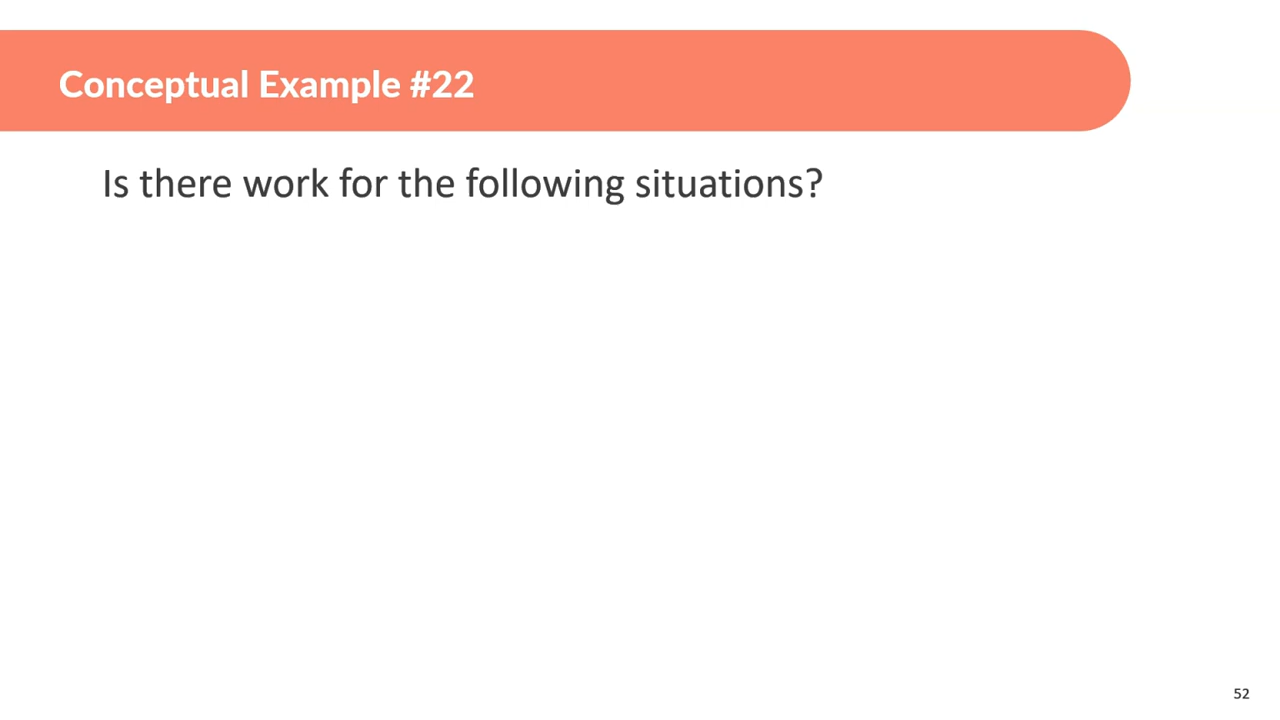 Conceptual Example #22
Is there work for the following situations?
52